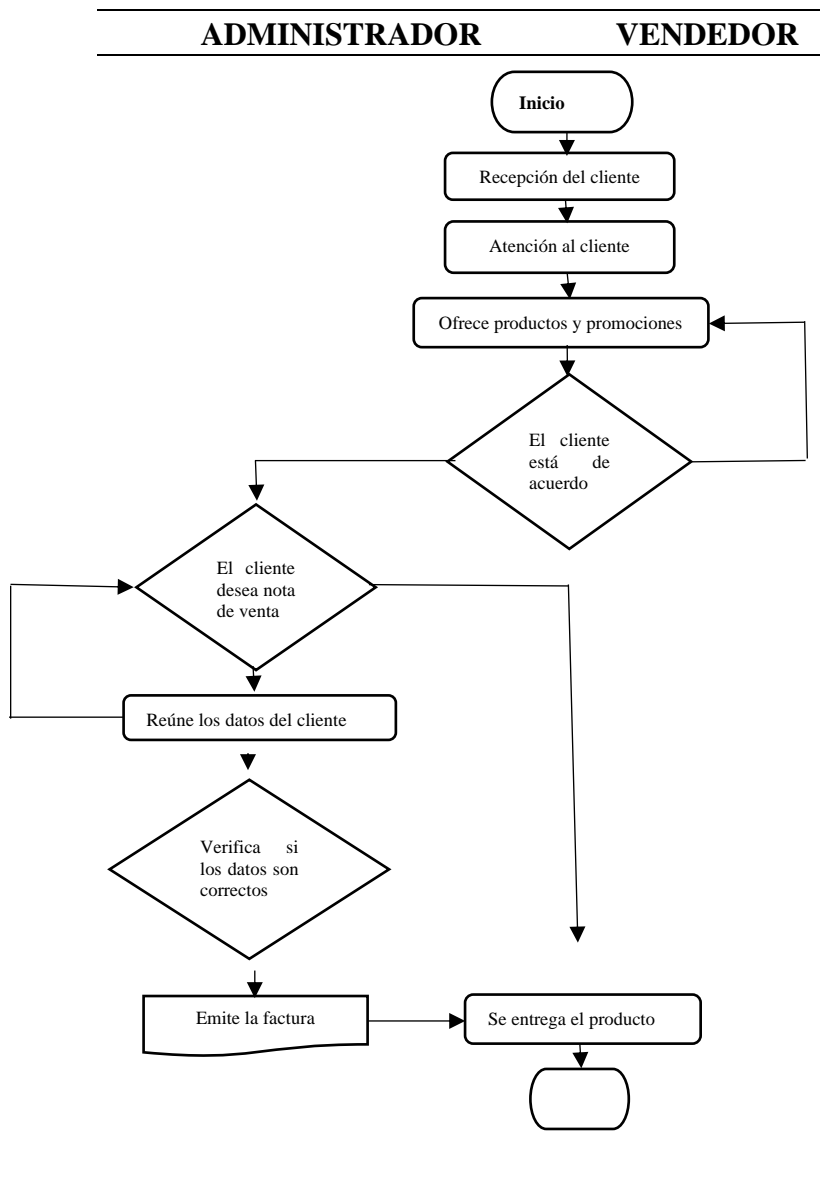 ADMINISTRADOR VENDEDOR
Inicio
Recepción del cliente
Atención al cliente
Ofrece productos y promociones
El cliente
está de
acuerdo
El cliente
desea nota
de venta
Reúne los datos del cliente
Verifica si
los datos son
correctos
Emite la factura
Se entrega el producto